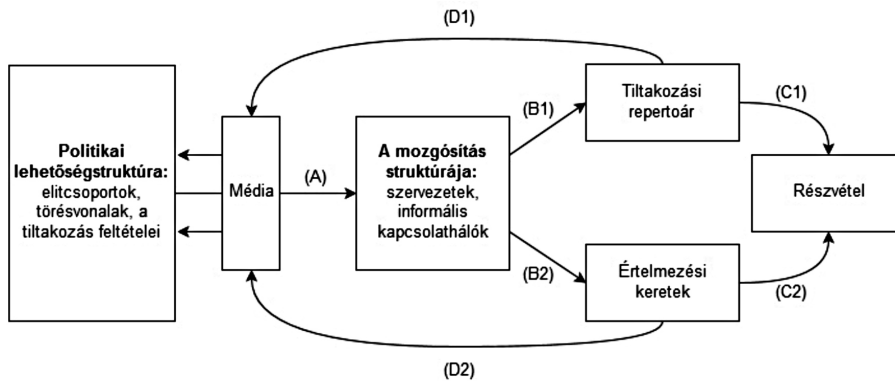 (D1)
Politikai
lehetőségstruktúra:
elitcsoportok,
törésvonalak, a
tiltakozás feltételei
Média
(A)
A mozgósítás
struktúrája:
szervezetek,
informális
kapcsolathálók
(B1)
(B2)
Tiltakozási
repertoár
Értelmezési
keretek
(C1)
(C2)
Részvétel
(D2)